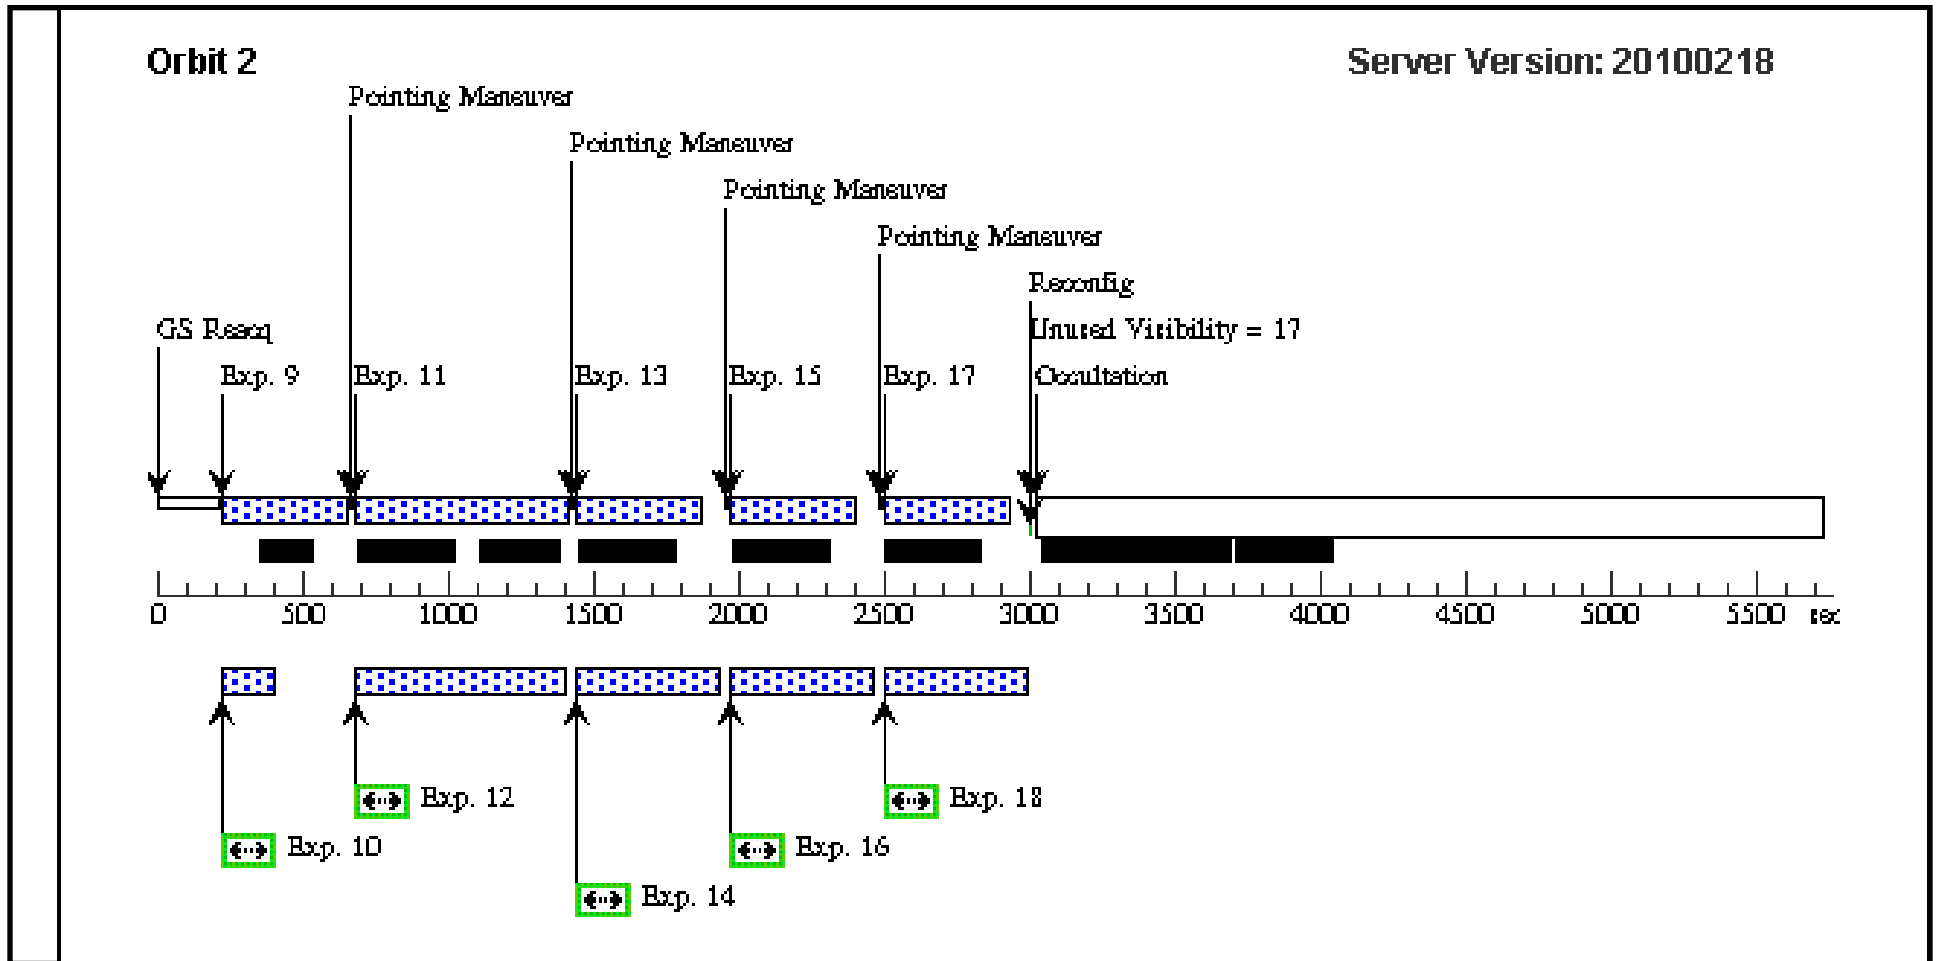 Orbit 2
Server Version: 20100218
Pointing Maneuver
Pointing Maneuver
Pointing Maneuver
Pointing Maneuver
Reconfig
GS Reacq
Unused Visibility = 17
Exp. 9
Exp. 11
Exp. 13
Exp. 15
Exp. 17
Occultation
0 500 1000 1500 2000 2500 3000 3500 4000 4500 5000 5500 sec
Exp. 12
Exp. 18
Exp. 10
Exp. 16
Exp. 14